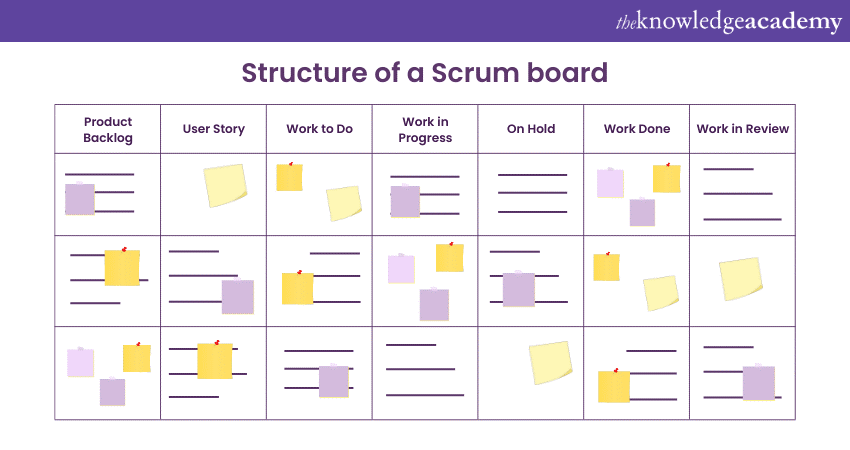 theknowledgeacademy
Structure of a Scrum board
Product
Backlog
User Story
Work to Do
Work in
Progress
On Hold
Work Done
Work in Review